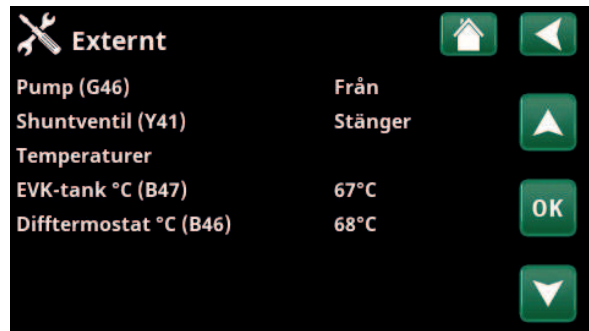 Externt
Pump (G46) Från
Shuntventil (Y41) Stänger
Temperaturer
EVK-tank °C (B47) 67°C
Difftermostat °C (B46) 68°C
OK